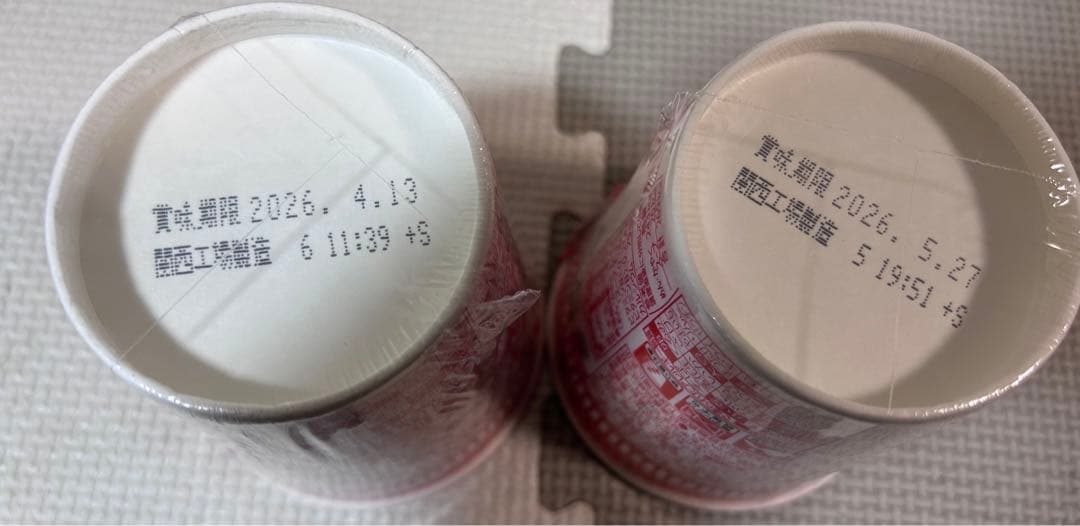 賞味期限 2026. 4.13
関西工場製造 6 11:39 +S
賞味期限 2026. 5.27
関西工場製造 5 19:51 +S